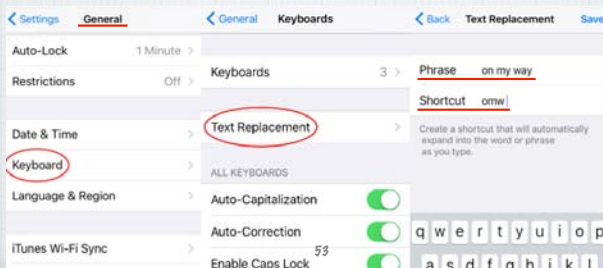 Settings General
Auto-Lock 1 Minute
Restrictions Off
Date & Time
Keyboard
Language & Region
iTunes Wi-Fi Sync
General Keyboards
Keyboards 3
Text Replacement
ALL KEYBOARDS
Auto-Capitalization
Auto-Correction
53
Enable Caps Lock
Back Text Replacement Save
Phrase on my way
Shortcut omw
Create a shortcut that will automatically
expand into the word or phrase
as you type.
q w e r t y u i o p
a s d f g h j k l